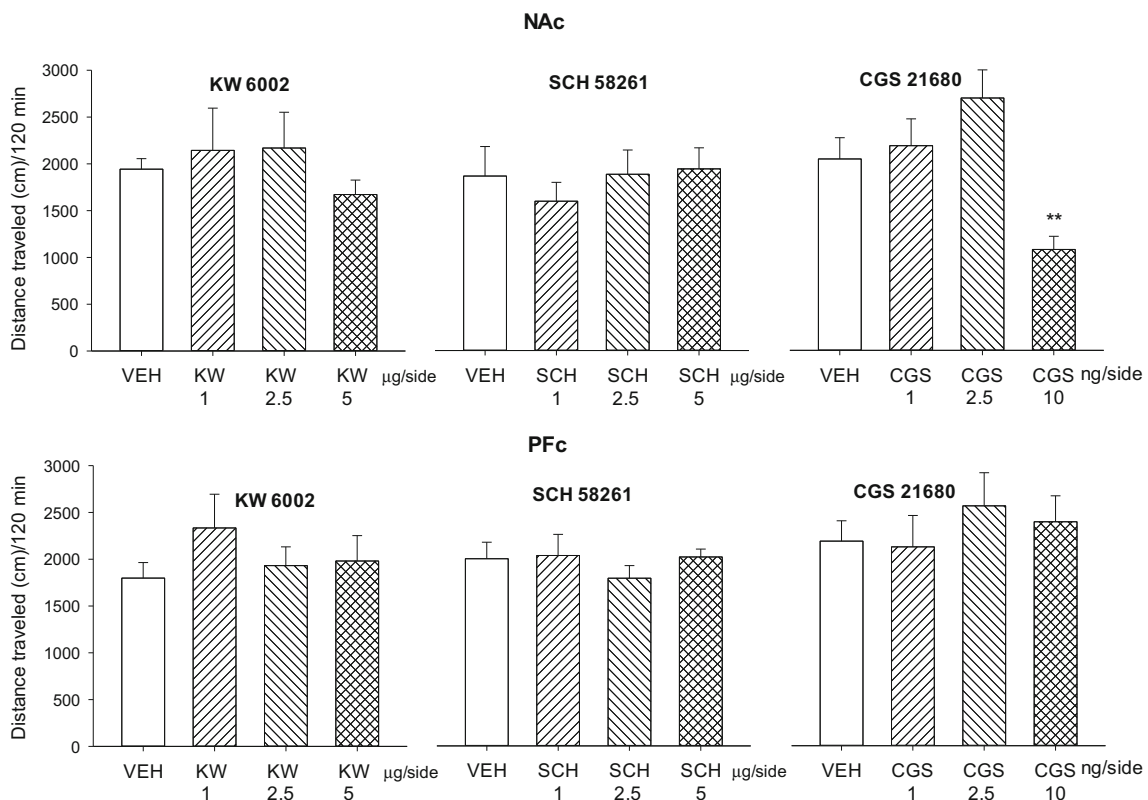 NAc
KW 6002
SCH 58261
CGS 21680
Distance traveled (cm)/120 min
3000
2500
2000
1500
1000
500
0
**
VEH KW KW KW μg/side VEH SCH SCH SCH μg/side VEH CGS CGS CGS ng/side
1 2.5 5 1 2.5 5 1 2.5 10
PFc
KW 6002
SCH 58261
CGS 21680
Distance traveled (cm)/120 min
3000
2500
2000
1500
1000
500
0
VEH KW KW KW μg/side VEH SCH SCH SCH μg/side VEH CGS CGS CGS ng/side
1 2.5 5 1 2.5 5 1 2.5 10